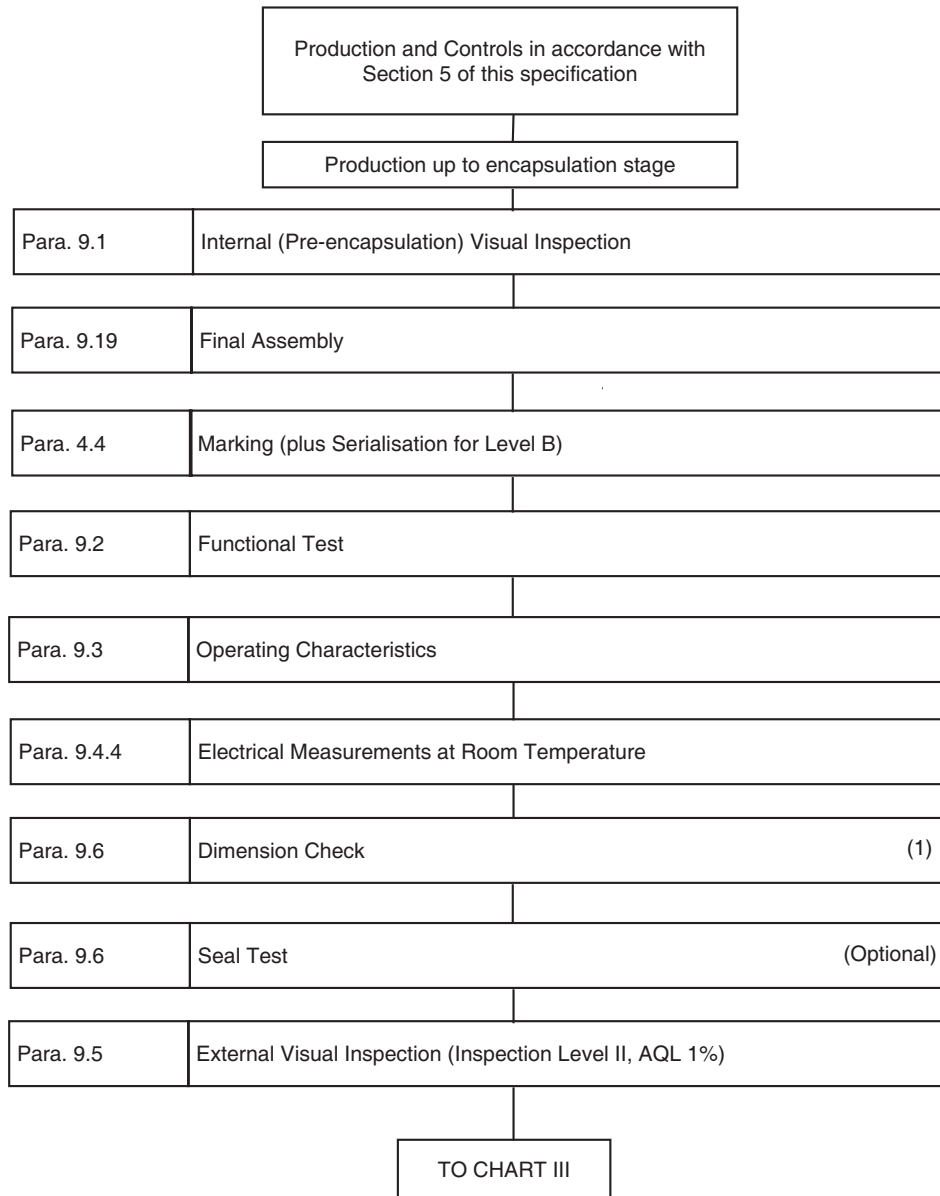 Production and Controls in accordance with
Section 5 of this specification
Production up to encapsulation stage
Para. 9.1 Internal (Pre-encapsulation) Visual Inspection
Para. 9.19 Final Assembly
Para. 4.4 Marking (plus Serialisation for Level B)
Para. 9.2 Functional Test
Para. 9.3 Operating Characteristics
Para. 9.4.4 Electrical Measurements at Room Temperature
Para. 9.6 Dimension Check (1)
Para. 9.6 Seal Test (Optional)
Para. 9.5 External Visual Inspection (Inspection Level II, AQL 1%)
TO CHART III